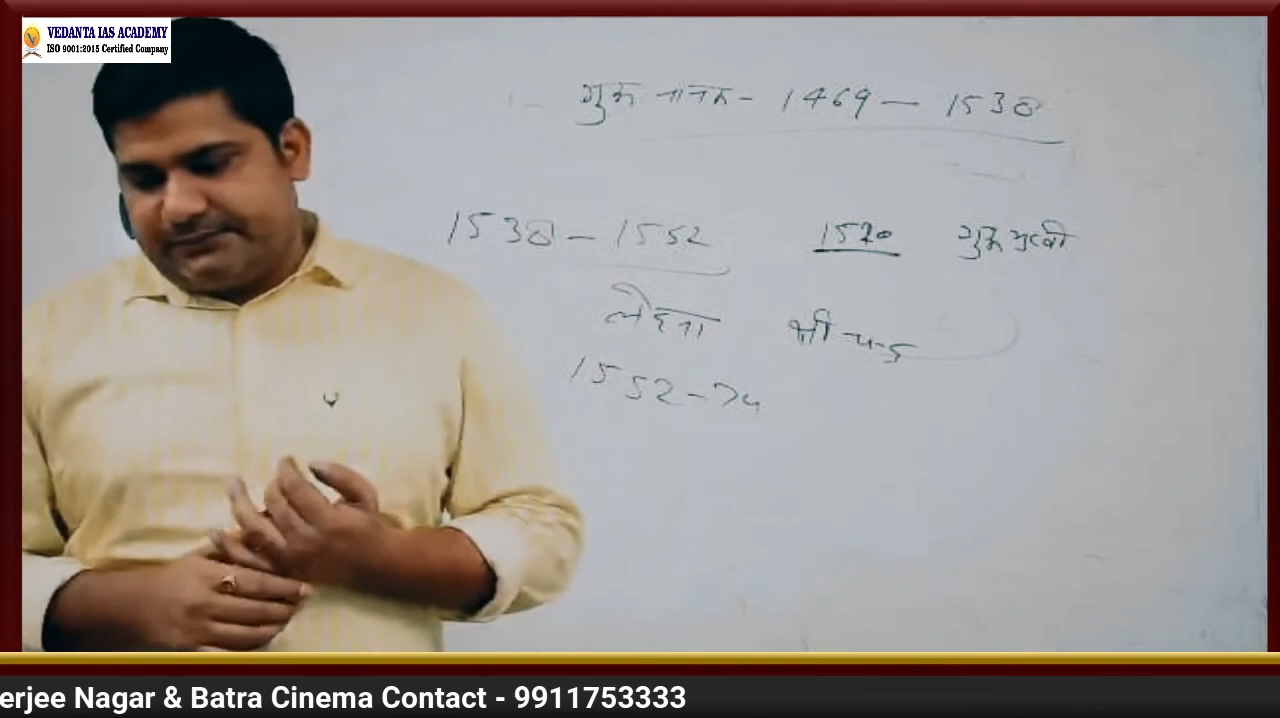 VEDANTA IAS ACADEMY
ISO 9001:2015 Certified Company
गुरू नानक - 1469 - 1538
1538 - 1552 1520 गुरू मुखी
लेहना श्री चन्द
1552-74
erjee Nagar & Batra Cinema Contact - 9911753333